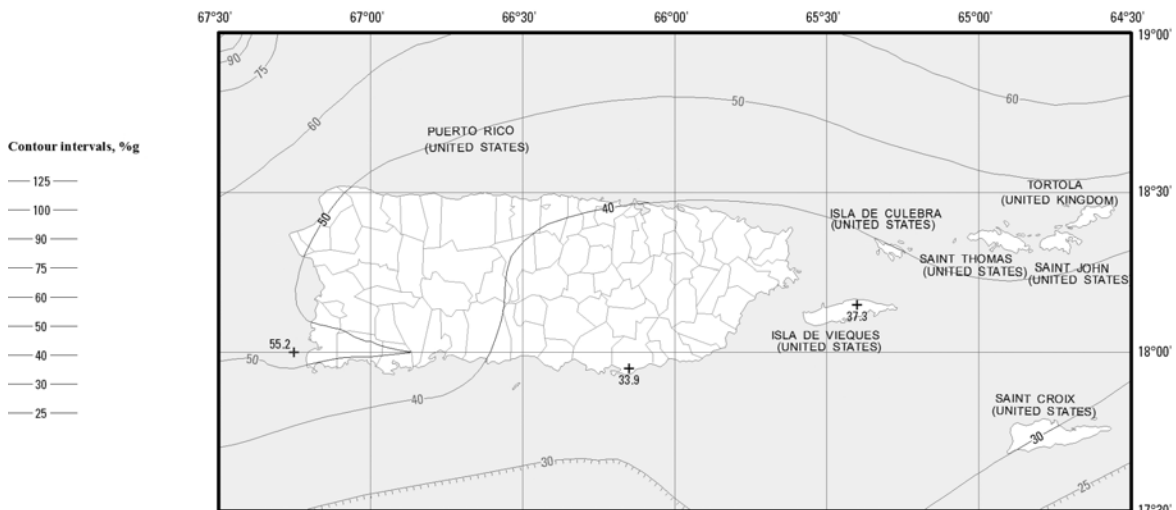 67°30' 67°00' 66°30' 66°00' 65°30' 65°00' 64°30'
19°00'
90
75
60
50
60
Contour intervals, %g
125
100
90
75
60
50
40
30
25
PUERTO RICO
(UNITED STATES)
18°30'
TORTOLA
(UNITED KINGDOM)
50
40
ISLA DE CULEBRA
(UNITED STATES)
SAINT THOMAS
(UNITED STATES)
SAINT JOHN
(UNITED STATES)
37.3
ISLA DE VIEQUES
(UNITED STATES)
55.2
50
18°00'
33.9
40
SAINT CROIX
(UNITED STATES)
30
30
25
17°30'